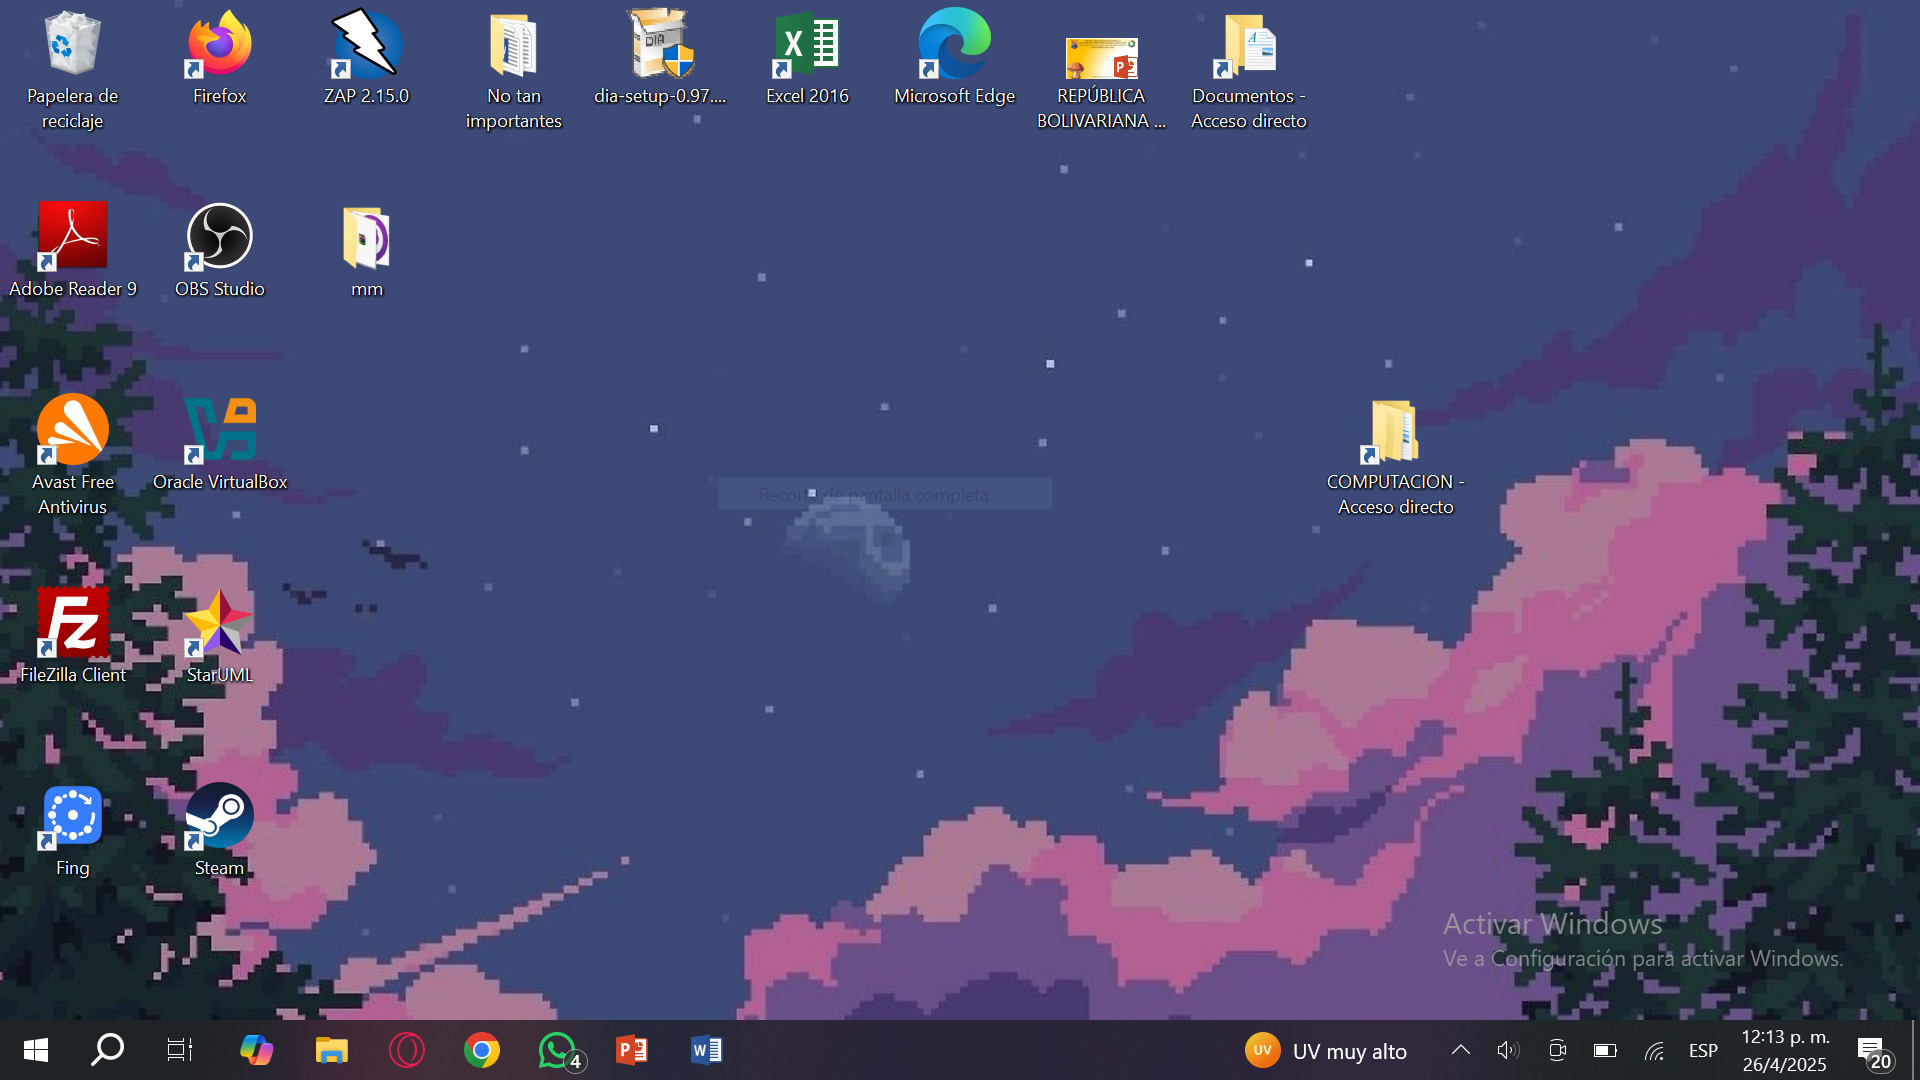 Papelera de
reciclaje
Firefox
ZAP 2.15.0
No tan
importantes
DIA
dia-setup-0.97....
Excel 2016
Microsoft Edge
REPÚBLICA
BOLIVARIANA ...
Documentos -
Acceso directo
Adobe Reader 9
OBS Studio
mm
Avast Free
Antivirus
Oracle VirtualBox
Recorte de pantalla completa
COMPUTACION -
Acceso directo
FileZilla Client
StarUML
Fing
Steam
Activar Windows
Ve a Configuración para activar Windows.
4
UV
UV muy alto
ESP
12:13 p. m.
26/4/2025
20